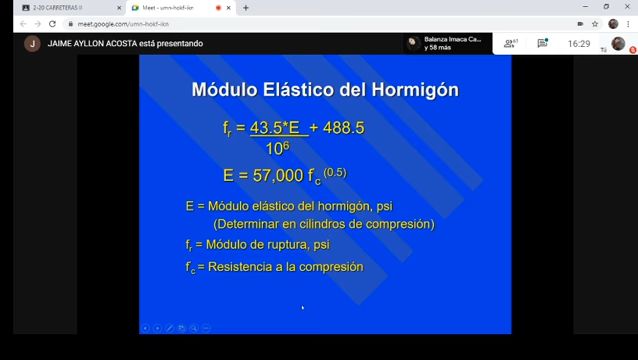 2-20 CARRETERAS II
Meet - umn-hokf-ikn
meet.google.com/umn-hokf-ikn
J
JAIME AYLLON ACOSTA está presentando
Balanza Imaca Ca...
y 58 más
61
16:29
Tú
Módulo Elástico del Hormigón
fr = 43.5*E + 488.5
10^6
E = 57,000 f'c^(0.5)
E = Módulo elástico del hormigón, psi
(Determinar en cilindros de compresión)
fr = Módulo de ruptura, psi
f'c = Resistencia a la compresión